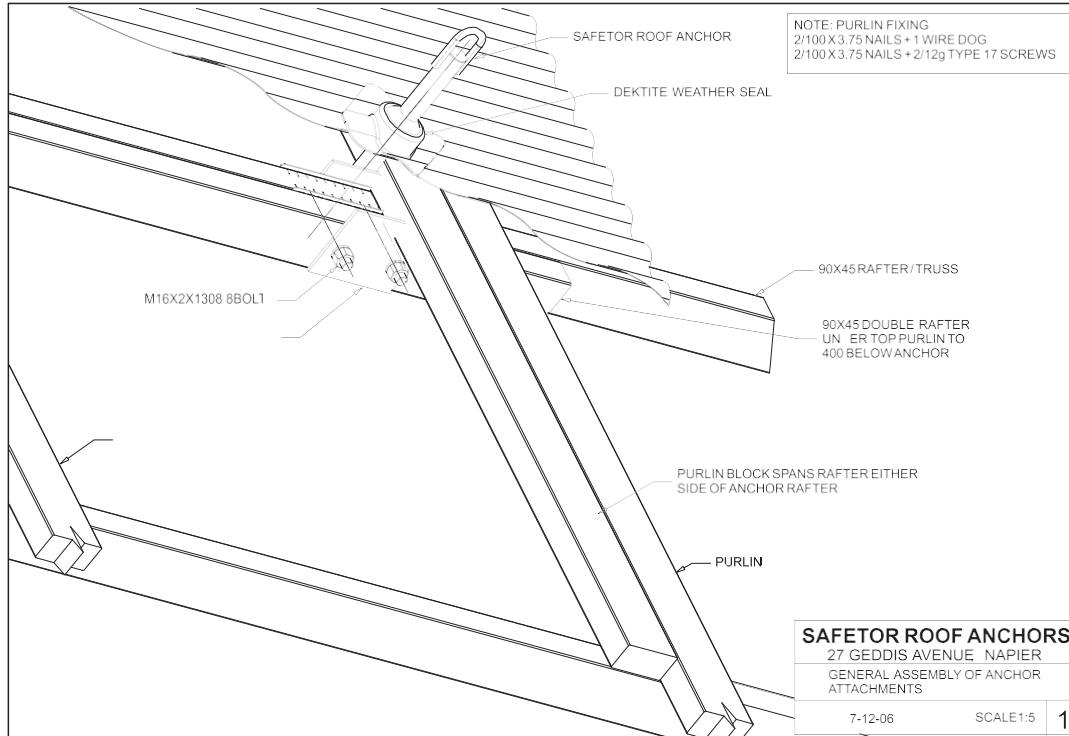 NOTE: PURLIN FIXING
2/100 X 3.75 NAILS + 1 WIRE DOG
2/100 X 3.75 NAILS + 2/12g TYPE 17 SCREWS
SAFETOR ROOF ANCHOR
DEKTITE WEATHER SEAL
90X45 RAFTER / TRUSS
M16X2X1308 8BOLT
90X45 DOUBLE RAFTER
UN ER TOP PURLIN TO
400 BELOW ANCHOR
PURLIN BLOCK SPANS RAFTER EITHER
SIDE OF ANCHOR RAFTER
PURLIN
SAFETOR ROOF ANCHORS
27 GEDDIS AVENUE NAPIER
GENERAL ASSEMBLY OF ANCHOR
ATTACHMENTS
7-12-06 SCALE1:5 1